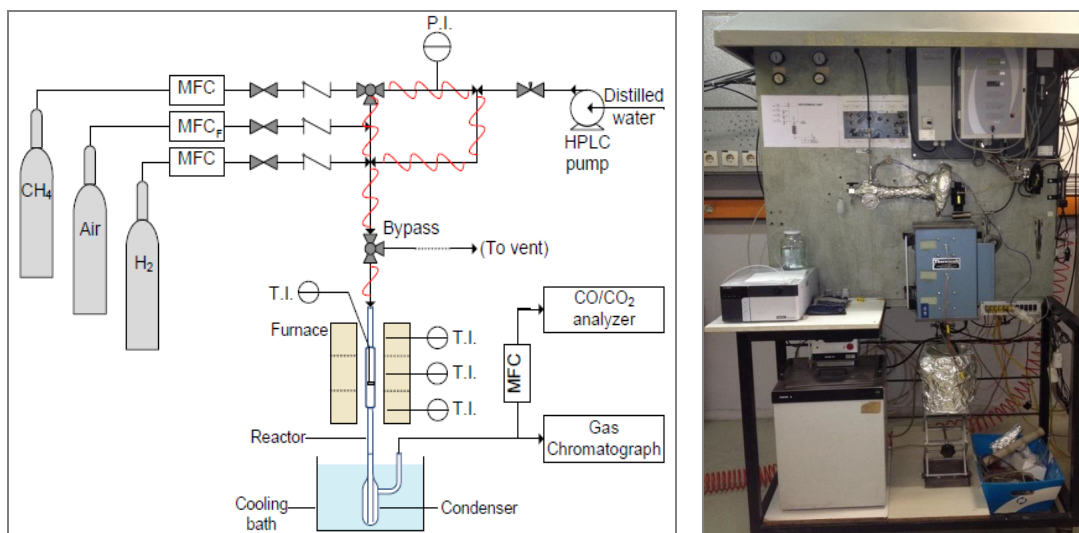 P.I.
MFC
MFC_F
MFC
Distilled
water
HPLC
pump
CH₄
Air
H₂
Bypass
(To vent)
T.I.
Furnace
T.I.
T.I.
T.I.
CO/CO₂
analyzer
MFC
Reactor
Gas
Chromatograph
Cooling
bath
Condenser